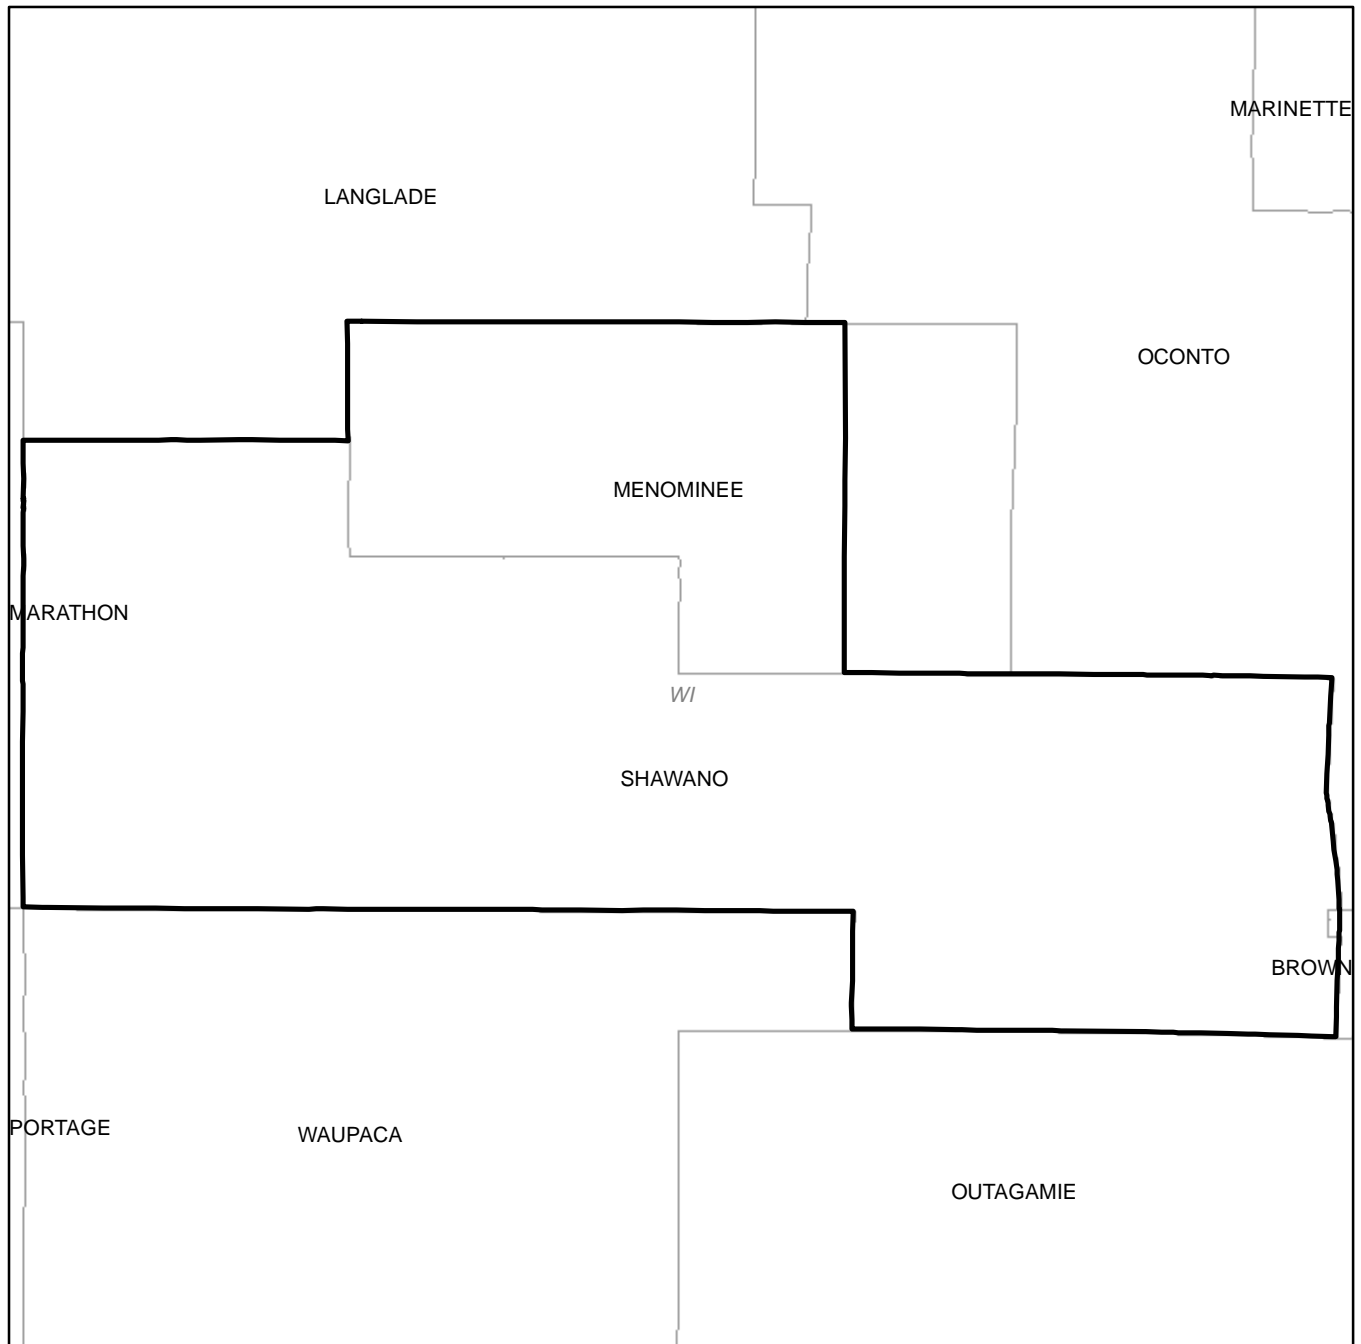 MARINETTE
LANGLADE
OCONTO
MENOMINEE
MARATHON
WI
SHAWANO
BROWN
PORTAGE
WAUPACA
OUTAGAMIE